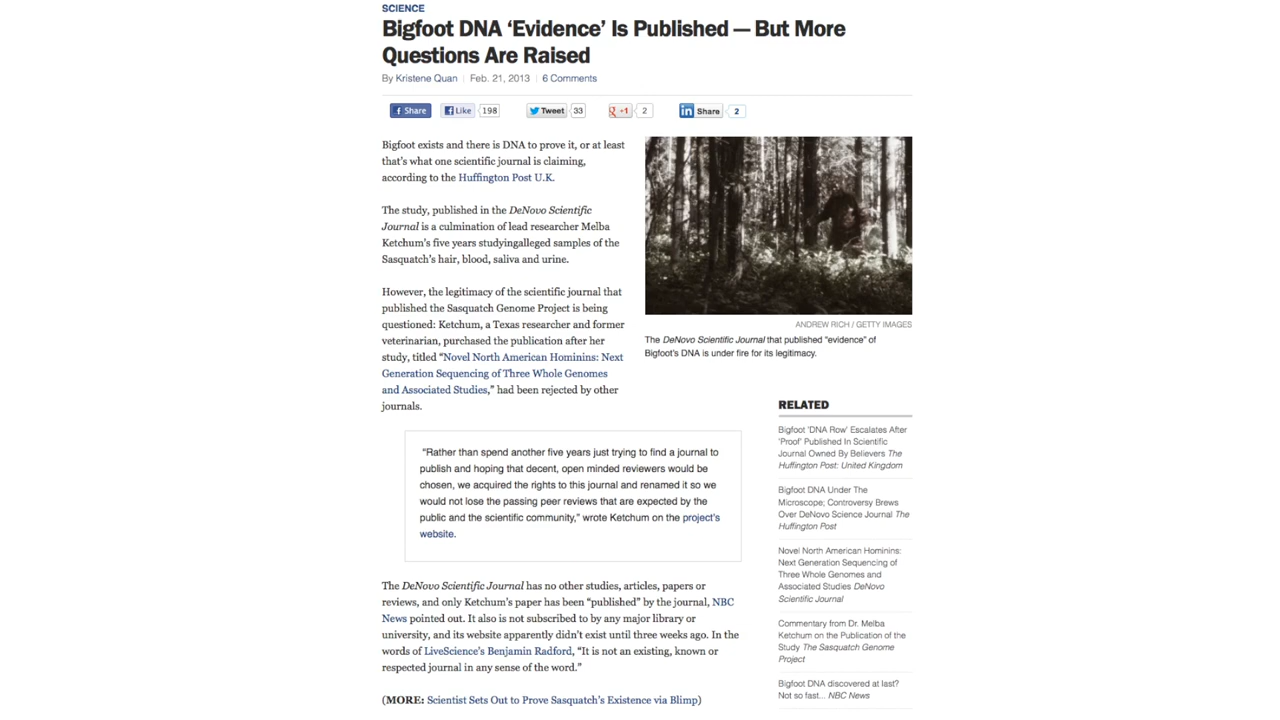 SCIENCE
Bigfoot DNA ‘Evidence’ Is Published — But More
Questions Are Raised
By Kristene Quan | Feb. 21, 2013 | 6 Comments
Share
Like
198
Tweet
33
+1
2
in Share
2
Bigfoot exists and there is DNA to prove it, or at least
that’s what one scientific journal is claiming,
according to the Huffington Post U.K.
The study, published in the DeNovo Scientific
Journal is a culmination of lead researcher Melba
Ketchum’s five years studyingalleged samples of the
Sasquatch’s hair, blood, saliva and urine.
However, the legitimacy of the scientific journal that
published the Sasquatch Genome Project is being
questioned: Ketchum, a Texas researcher and former
veterinarian, purchased the publication after her
study, titled “Novel North American Hominins: Next
Generation Sequencing of Three Whole Genomes
and Associated Studies,” had been rejected by other
journals.
ANDREW RICH / GETTY IMAGES
The DeNovo Scientific Journal that published “evidence” of
Bigfoot’s DNA is under fire for its legitimacy.
“Rather than spend another five years just trying to find a journal to
publish and hoping that decent, open minded reviewers would be
chosen, we acquired the rights to this journal and renamed it so we
would not lose the passing peer reviews that are expected by the
public and the scientific community,” wrote Ketchum on the project’s
website.
The DeNovo Scientific Journal has no other studies, articles, papers or
reviews, and only Ketchum’s paper has been “published” by the journal, NBC
News pointed out. It also is not subscribed to by any major library or
university, and its website apparently didn’t exist until three weeks ago. In the
words of LiveScience’s Benjamin Radford, “It is not an existing, known or
respected journal in any sense of the word.”
(MORE: Scientist Sets Out to Prove Sasquatch’s Existence via Blimp)
RELATED
Bigfoot ‘DNA Row’ Escalates After
‘Proof’ Published In Scientific
Journal Owned By Believers The
Huffington Post: United Kingdom
Bigfoot DNA Under The
Microscope; Controversy Brews
Over DeNovo Science Journal The
Huffington Post
Novel North American Hominins:
Next Generation Sequencing of
Three Whole Genomes and
Associated Studies DeNovo
Scientific Journal
Commentary from Dr. Melba
Ketchum on the Publication of the
Study The Sasquatch Genome
Project
Bigfoot DNA discovered at last?
Not so fast... NBC News